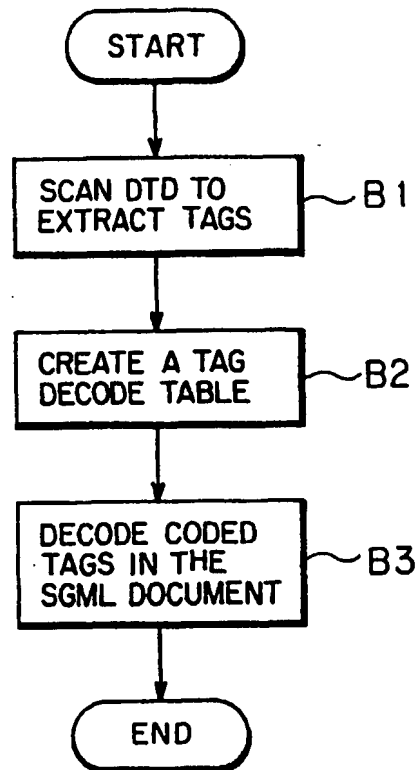 START
SCAN DTD TO
EXTRACT TAGS
B1
CREATE A TAG
DECODE TABLE
B2
DECODE CODED
TAGS IN THE
SGML DOCUMENT
B3
END